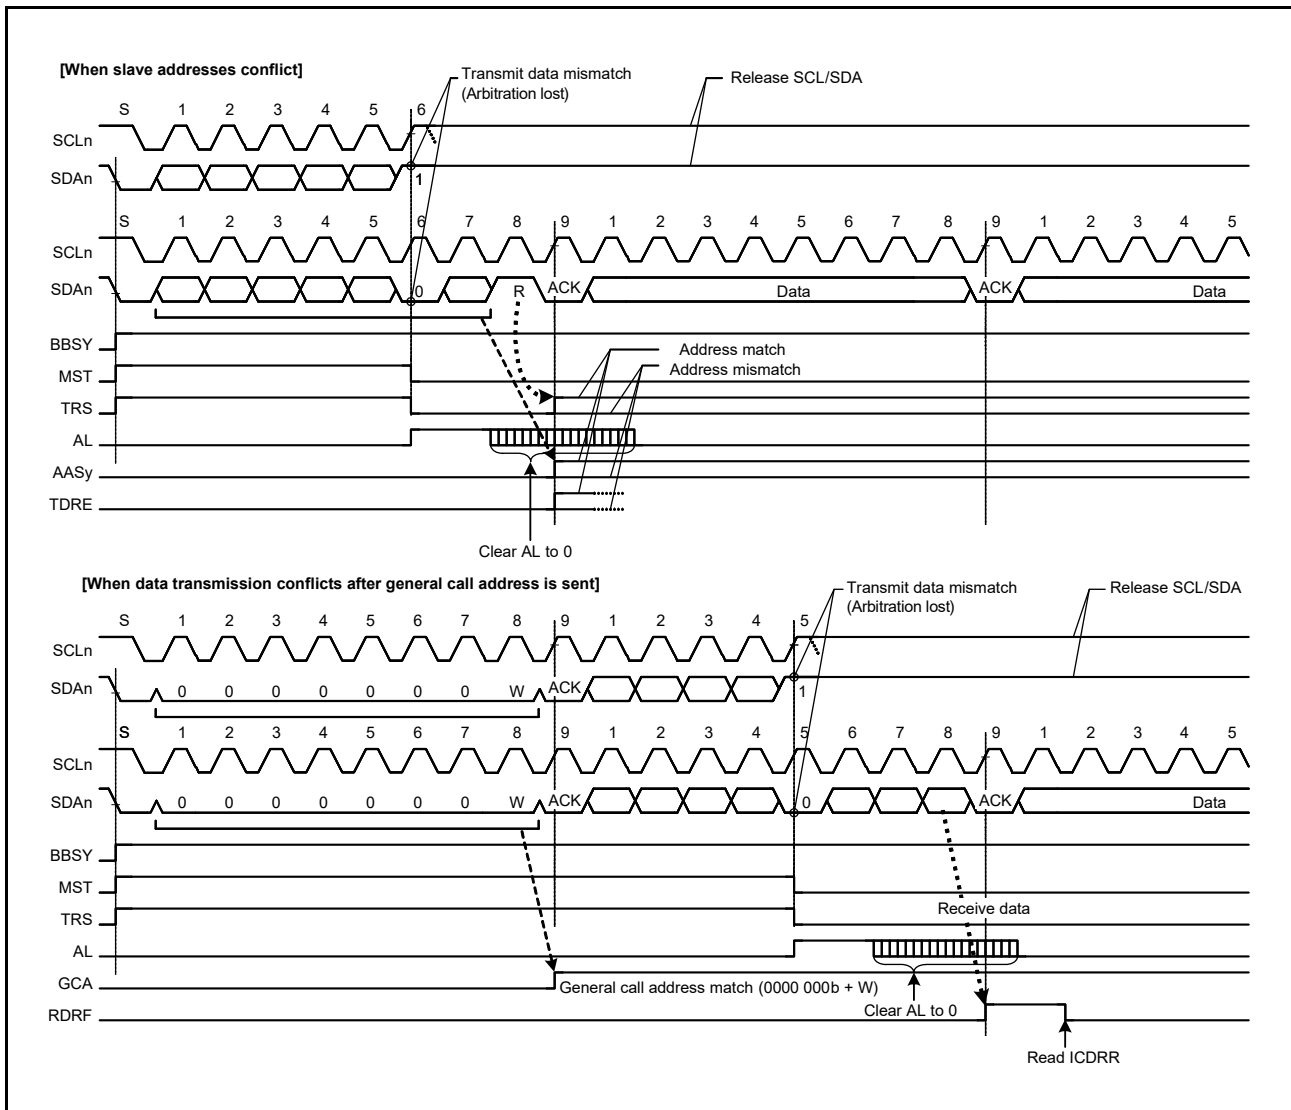 [When slave addresses conflict]
Transmit data mismatch
(Arbitration lost)
Release SCL/SDA
S 1 2 3 4 5 6
SCLn
SDAn 1
S 1 2 3 4 5 6 7 8 9 1 2 3 4 5 6 7 8 9 1 2 3 4 5
SCLn
SDAn 0 R ACK Data ACK Data
BBSY
Address match
MST
Address mismatch
TRS
AL
AASy
TDRE
Clear AL to 0
[When data transmission conflicts after general call address is sent]
Transmit data mismatch
(Arbitration lost)
Release SCL/SDA
S 1 2 3 4 5 6 7 8 9 1 2 3 4 5
SCLn
SDAn 0 0 0 0 0 0 0 W ACK 1
S 1 2 3 4 5 6 7 8 9 1 2 3 4 5 6 7 8 9 1 2 3 4 5
SCLn
SDAn 0 0 0 0 0 0 0 W ACK 0 ACK Data
BBSY
MST
Receive data
TRS
AL
GCA
General call address match (0000 000b + W)
Clear AL to 0
RDRF
Read ICDRR